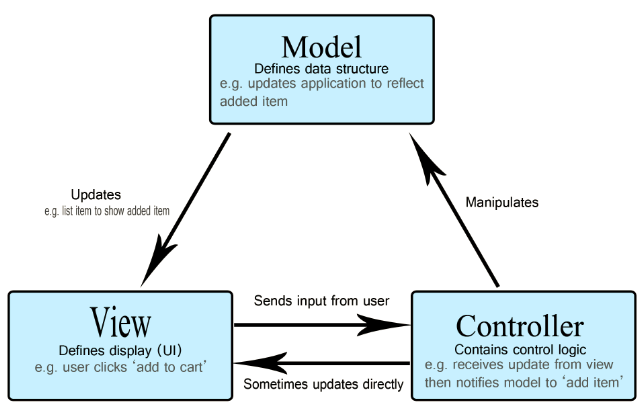 Model
Defines data structure
e.g. updates application to reflect
added item
Updates
e.g. list item to show added item
Manipulates
View
Defines display (UI)
e.g. user clicks 'add to cart'
Sends input from user
Sometimes updates directly
Controller
Contains control logic
e.g. receives update from view
then notifies model to 'add item'